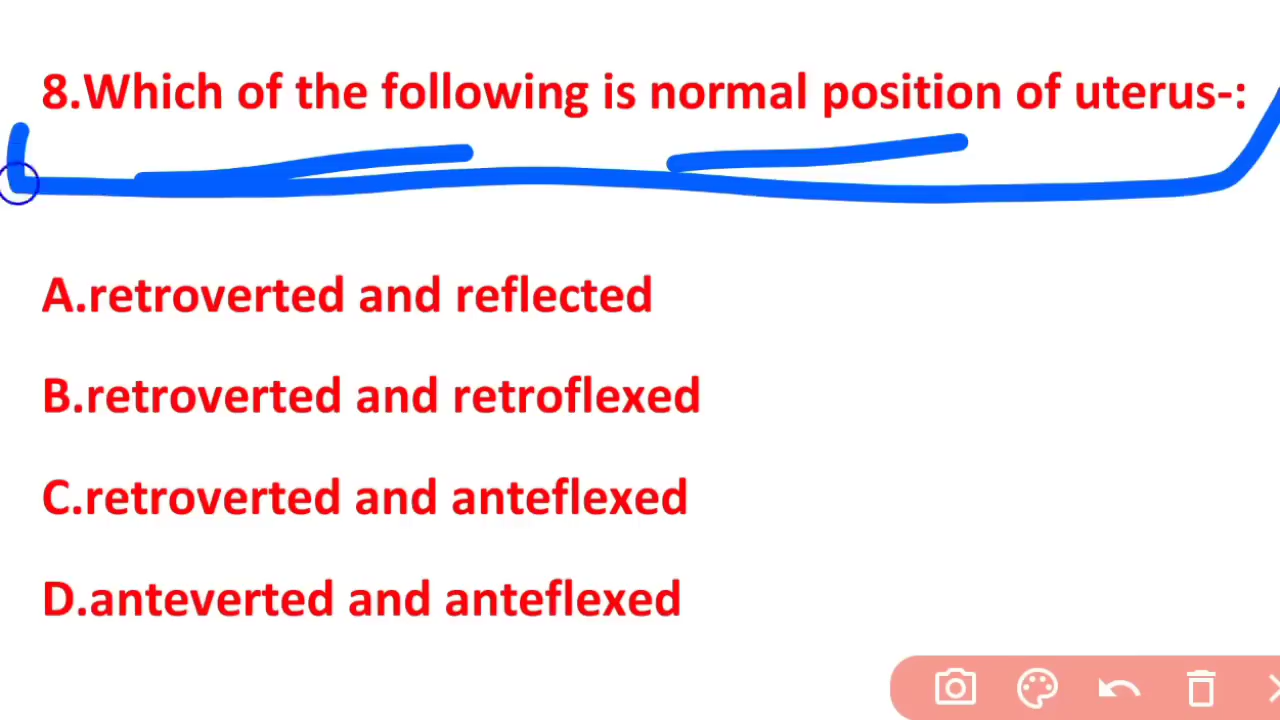 8.Which of the following is normal position of uterus-:
A.retroverted and reflected
B.retroverted and retroflexed
C.retroverted and anteflexed
D.anteverted and anteflexed